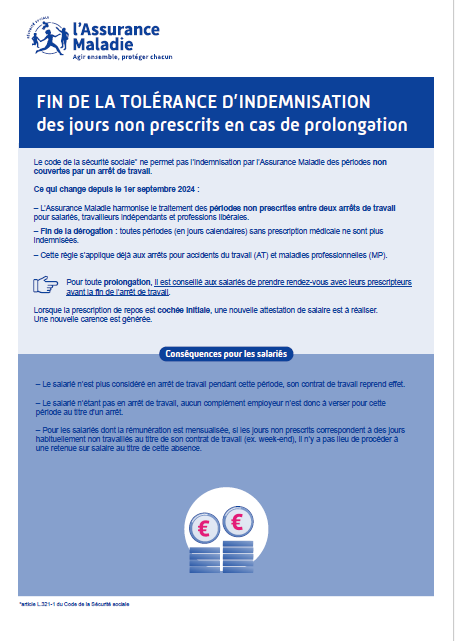 SÉCURITÉ SOCIALE
l'Assurance
Maladie
Agir ensemble, protéger chacun
FIN DE LA TOLÉRANCE D'INDEMNISATION
des jours non prescrits en cas de prolongation
Le code de la sécurité sociale* ne permet pas l'indemnisation par l'Assurance Maladie des périodes non
couvertes par un arrêt de travail.
Ce qui change depuis le 1er septembre 2024 :
– L'Assurance Maladie harmonise le traitement des périodes non prescrites entre deux arrêts de travail
pour salariés, travailleurs indépendants et professions libérales.
– Fin de la dérogation : toutes périodes (en jours calendaires) sans prescription médicale ne sont plus
indemnisées.
– Cette règle s'applique déjà aux arrêts pour accidents du travail (AT) et maladies professionnelles (MP).
Pour toute prolongation, il est conseillé aux salariés de prendre rendez-vous avec leurs prescripteurs
avant la fin de l'arrêt de travail.
Lorsque la prescription de repos est cochée initiale, une nouvelle attestation de salaire est à réaliser.
Une nouvelle carence est générée.
Conséquences pour les salariés
– Le salarié n'est plus considéré en arrêt de travail pendant cette période, son contrat de travail reprend effet.
– Le salarié n'étant pas en arrêt de travail, aucun complément employeur n'est donc à verser pour cette
période au titre d'un arrêt.
– Pour les salariés dont la rémunération est mensualisée, si les jours non prescrits correspondent à des jours
habituellement non travaillés au titre de son contrat de travail (ex. week-end), il n'y a pas lieu de procéder à
une retenue sur salaire au titre de cette absence.
€ €
*article L.321-1 du Code de la Sécurité sociale